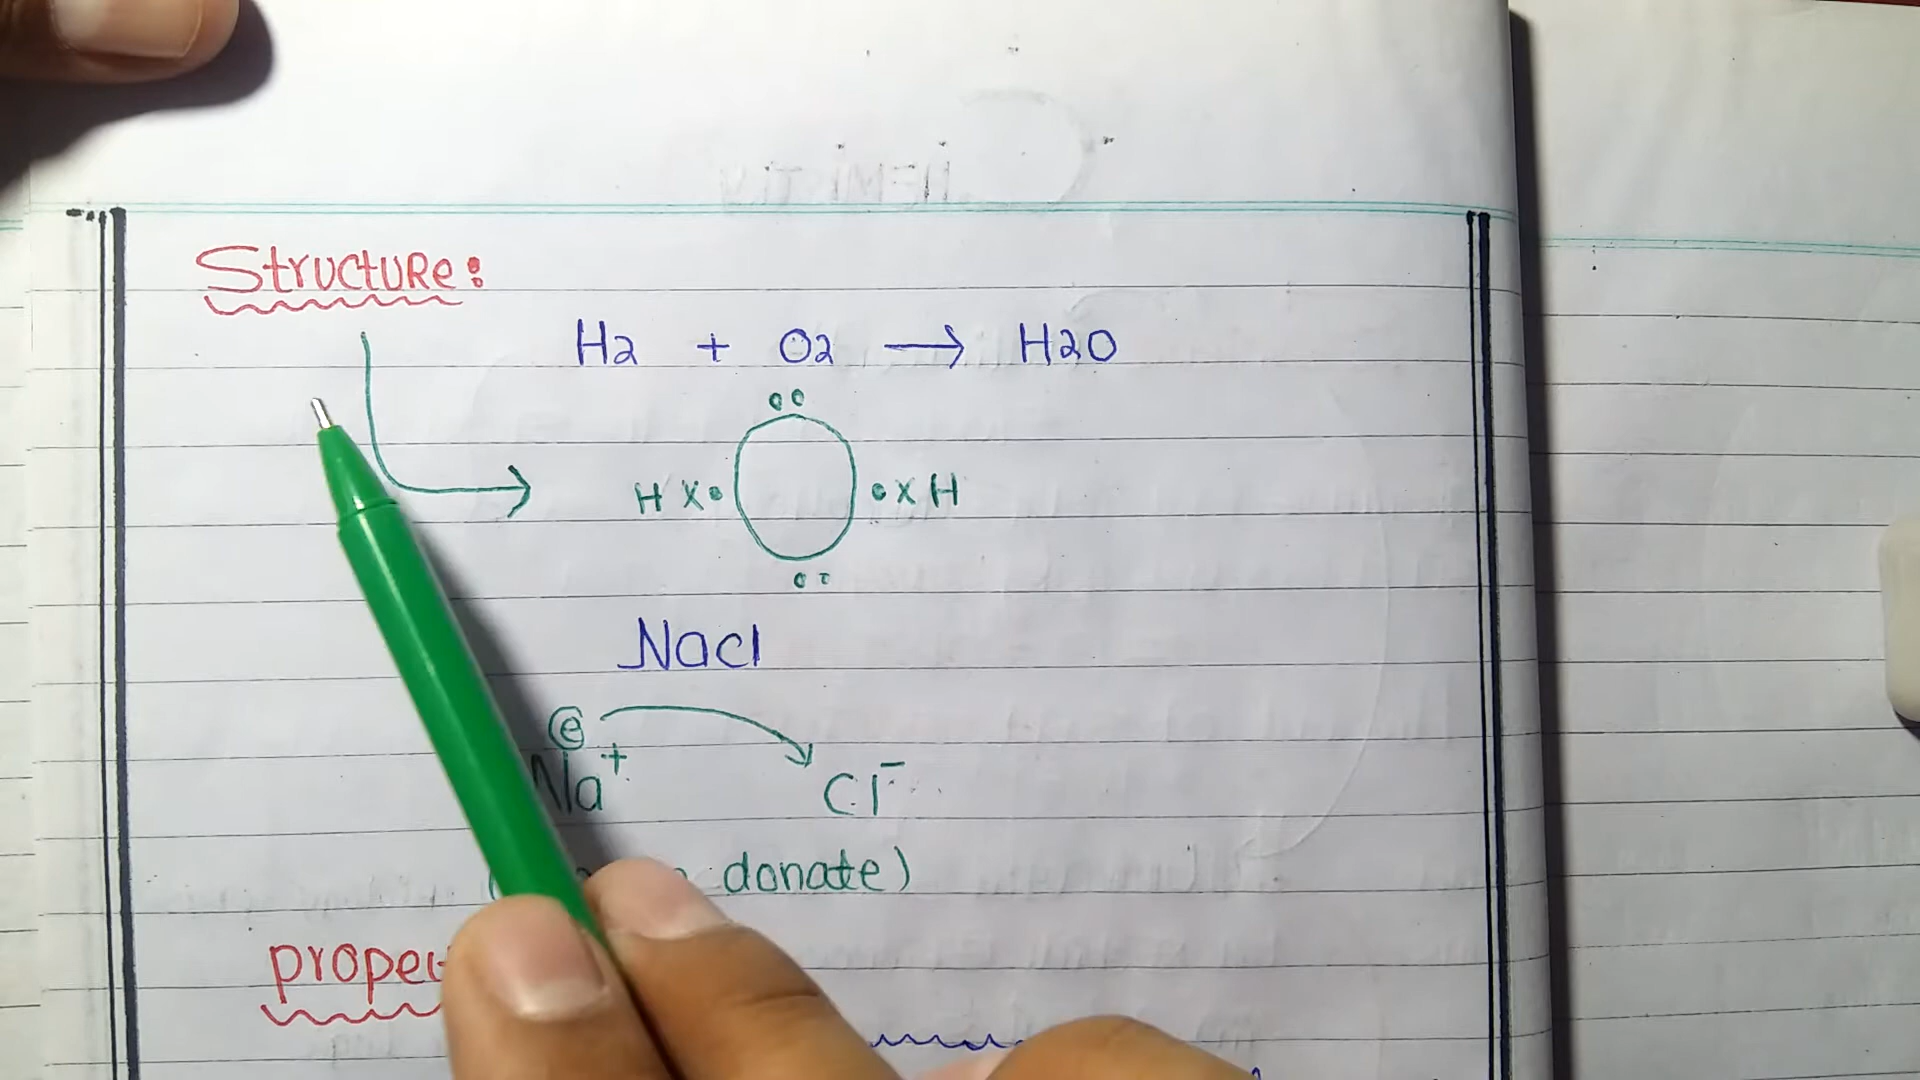 Structure:
H2 + O2 → H2O
H X H
X H
NaCl
e
Na+ Cl-
donate)